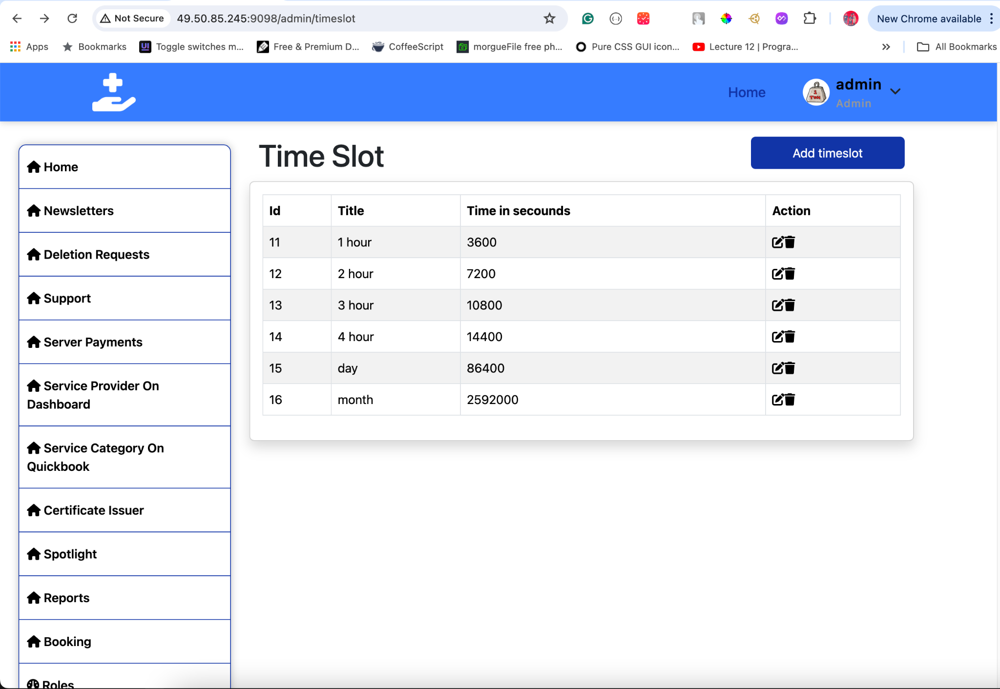 Not Secure 49.50.85.245:9098/admin/timeslot New Chrome available
Apps Bookmarks UI Toggle switches m... Free & Premium D... CoffeeScript morgueFile free ph... Pure CSS GUI icon... Lecture 12 | Progra... All Bookmarks
Home admin
Admin
Time Slot Add timeslot
Home
Newsletters
Deletion Requests
Support
Server Payments
Service Provider On
Dashboard
Service Category On
Quickbook
Certificate Issuer
Spotlight
Reports
Booking
Roles
Id Title Time in secounds Action
11 1 hour 3600
12 2 hour 7200
13 3 hour 10800
14 4 hour 14400
15 day 86400
16 month 2592000
1
TON